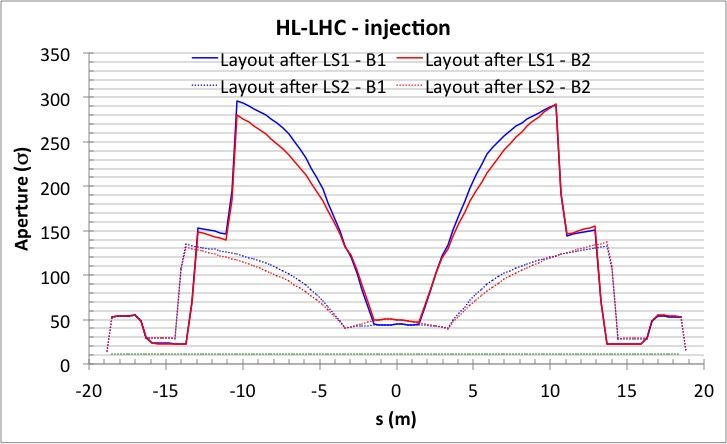 HL-LHC - injection
350
Layout after LS1 - B1 Layout after LS1 - B2
Layout after LS2 - B1 Layout after LS2 - B2
300
250
200
150
100
50
0
Aperture (σ)
-20 -15 -10 -5 0 5 10 15 20
s (m)